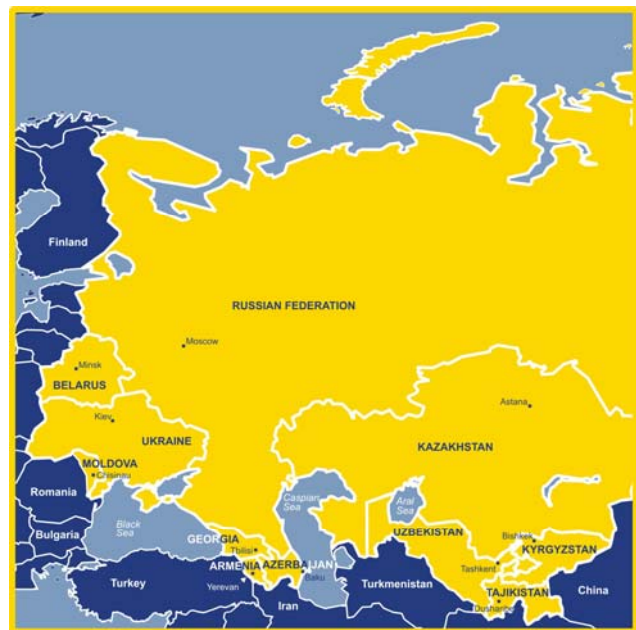 Finland
RUSSIAN FEDERATION
Moscow
Minsk
BELARUS
Astana
Kiev
UKRAINE
KAZAKHSTAN
MOLDOVA
Chisinau
Romania
Caspian
Sea
Aral
Sea
Black
Sea
Bulgaria
GEORGIA
Tbilisi
UZBEKISTAN
Bishkek
KYRGYZSTAN
ARMENIA
AZERBAIJAN
Tashkent
Baku
Turkey
Yerevan
Turkmenistan
China
Iran
TAJIKISTAN
Dushanbe